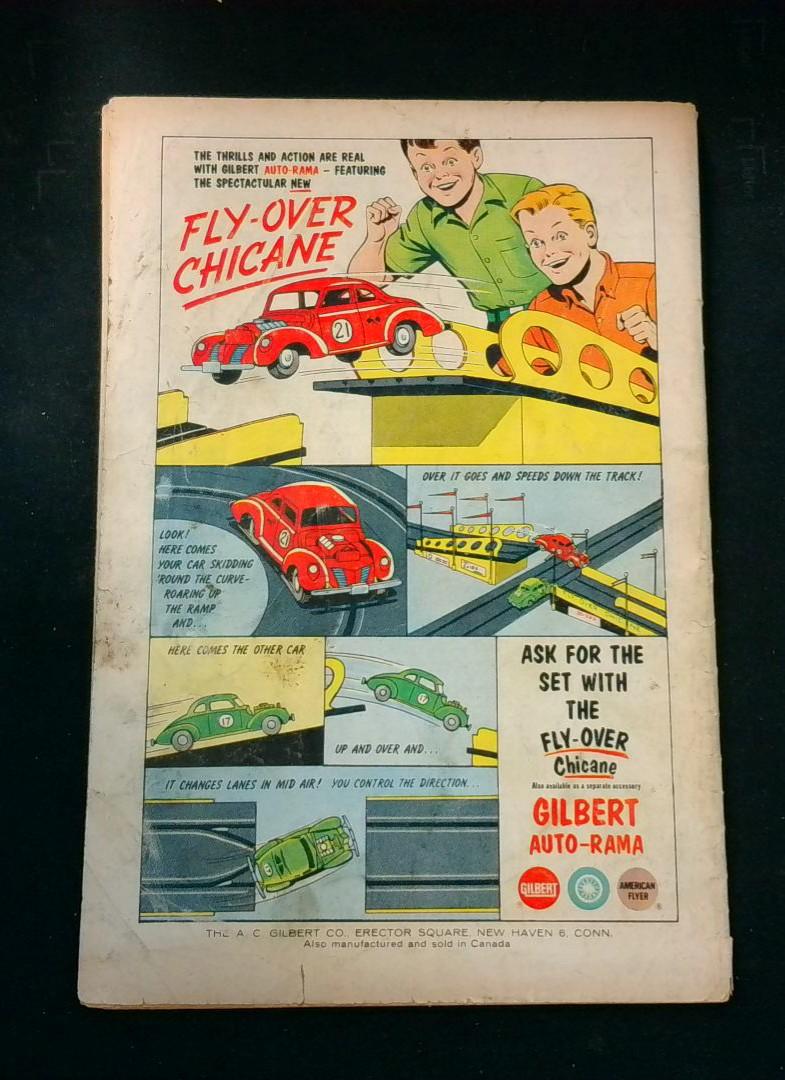 THE THRILLS AND ACTION ARE REAL
WITH GILBERT AUTO-RAMA - FEATURING
THE SPECTACULAR NEW
FLY-OVER
CHICANE
21
LOOK!
HERE COMES
YOUR CAR SKIDDING
'ROUND THE CURVE-
ROARING UP
THE RAMP
AND...
21
OVER IT GOES AND SPEEDS DOWN THE TRACK!
HERE COMES THE OTHER CAR
17
17
UP AND OVER AND...
IT CHANGES LANES IN MID AIR! YOU CONTROL THE DIRECTION...
ASK FOR THE
SET WITH
THE
FLY-OVER
Chicane
Also available as a separate accessory
GILBERT
AUTO-RAMA
GILBERT
AMERICAN
FLYER
®
THE A. C. GILBERT CO., ERECTOR SQUARE, NEW HAVEN 6, CONN.
Also manufactured and sold in Canada